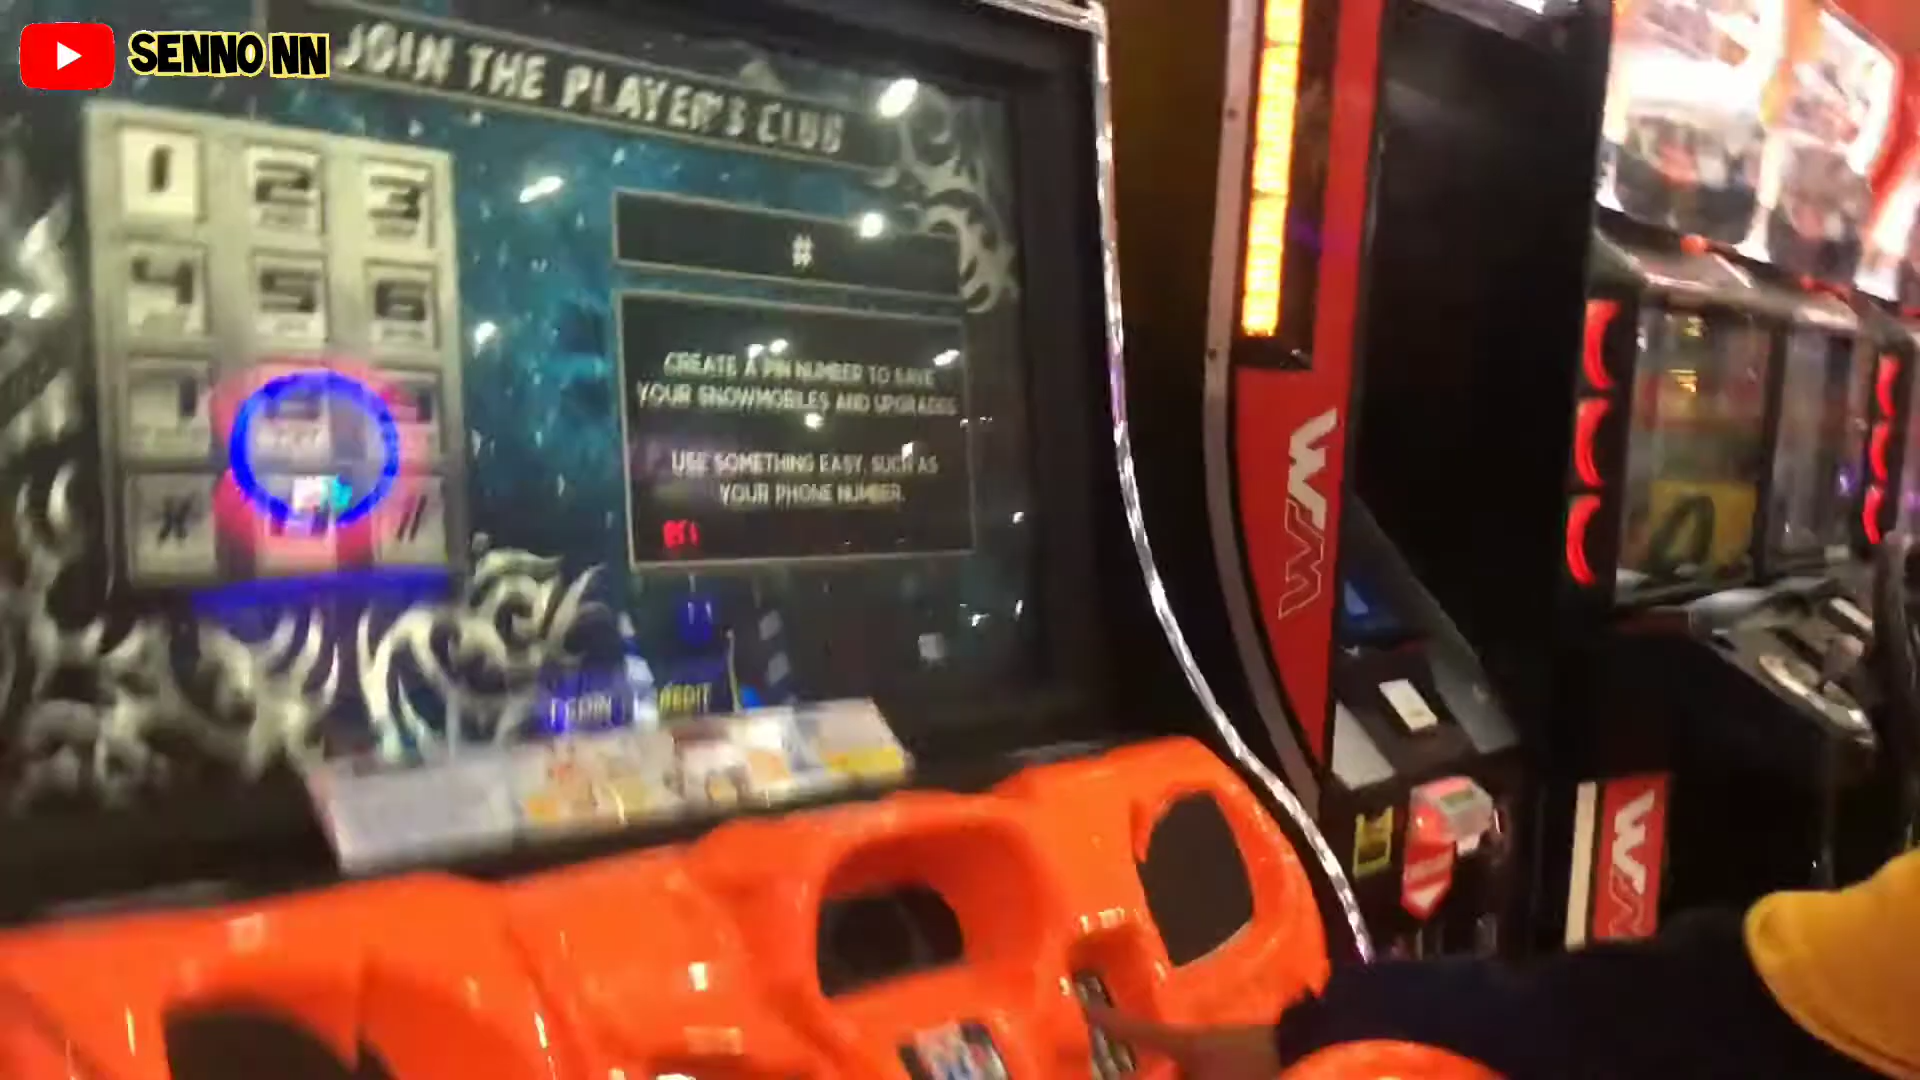 SENNO NN
JOIN THE PLAYER'S CLUB
1 2 3
4 5 6
#
CREATE A PIN NUMBER TO SAVE
YOUR SNOWMOBILES AND UPGRADES
USE SOMETHING EASY, SUCH AS
YOUR PHONE NUMBER.
CREDIT